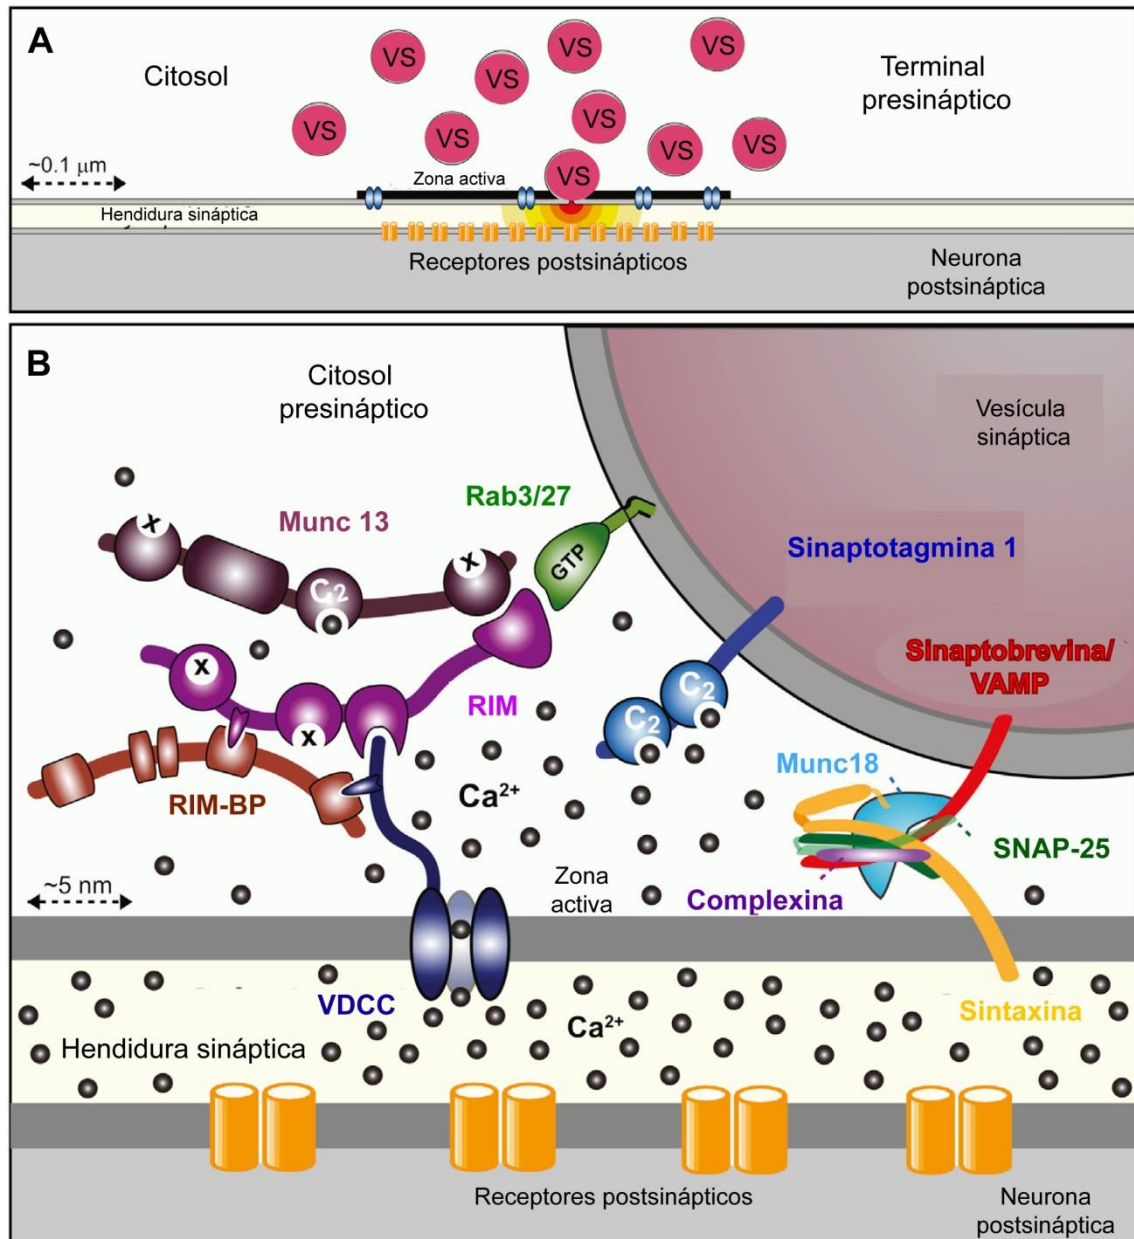 A
Citosol
Terminal
presináptico
VS
VS
VS
VS
VS
VS
VS
VS
VS
VS
~0.1 μm
Zona activa
Hendidura sináptica
Receptores postsinápticos
Neurona
postsináptica
B
Citosol
presináptico
Vesícula
sináptica
Rab3/27
Munc 13
x
x
GTP
C2
Sinaptotagmina 1
Sinaptobrevina/
VAMP
x
x
RIM
C2
C2
Munc18
RIM-BP
Ca2+
SNAP-25
~5 nm
Zona
activa
Complexina
VDCC
Ca2+
Sintaxina
Hendidura sináptica
Receptores postsinápticos
Neurona
postsináptica